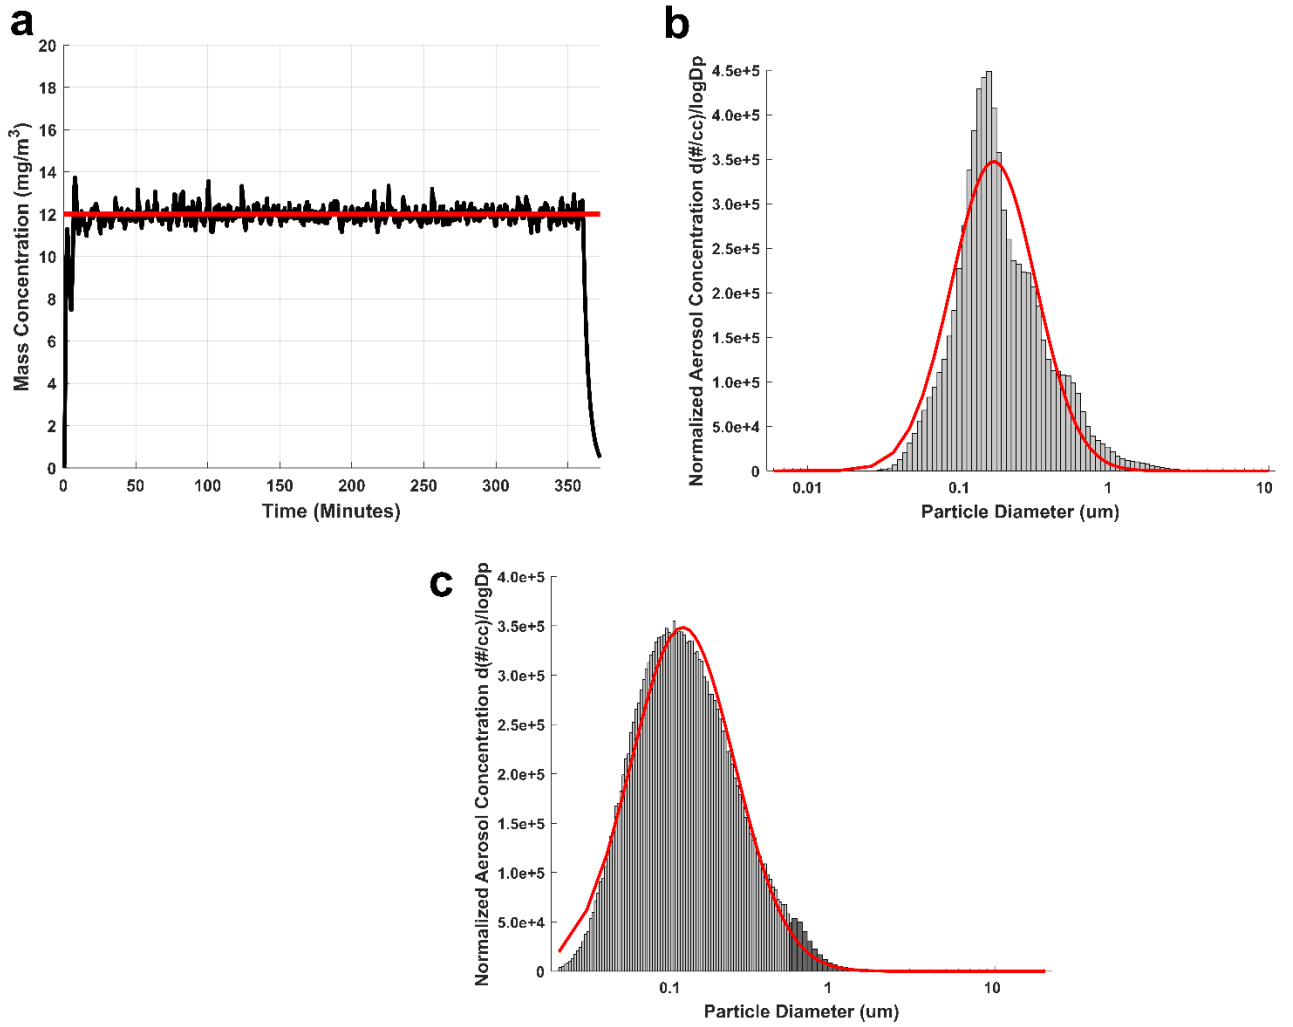 a
Mass Concentration (mg/m³)
20
18
16
14
12
10
8
6
4
2
0
0 50 100 150 200 250 300 350
Time (Minutes)
b
Normalized Aerosol Concentration d(#/cc)/logDp
4.5e+5
4.0e+5
3.5e+5
3.0e+5
2.5e+5
2.0e+5
1.5e+5
1.0e+5
5.0e+4
0
0.01 0.1 1 10
Particle Diameter (um)
c
Normalized Aerosol Concentration d(#/cc)/logDp
4.0e+5
3.5e+5
3.0e+5
2.5e+5
2.0e+5
1.5e+5
1.0e+5
5.0e+4
0
0.1 1 10
Particle Diameter (um)